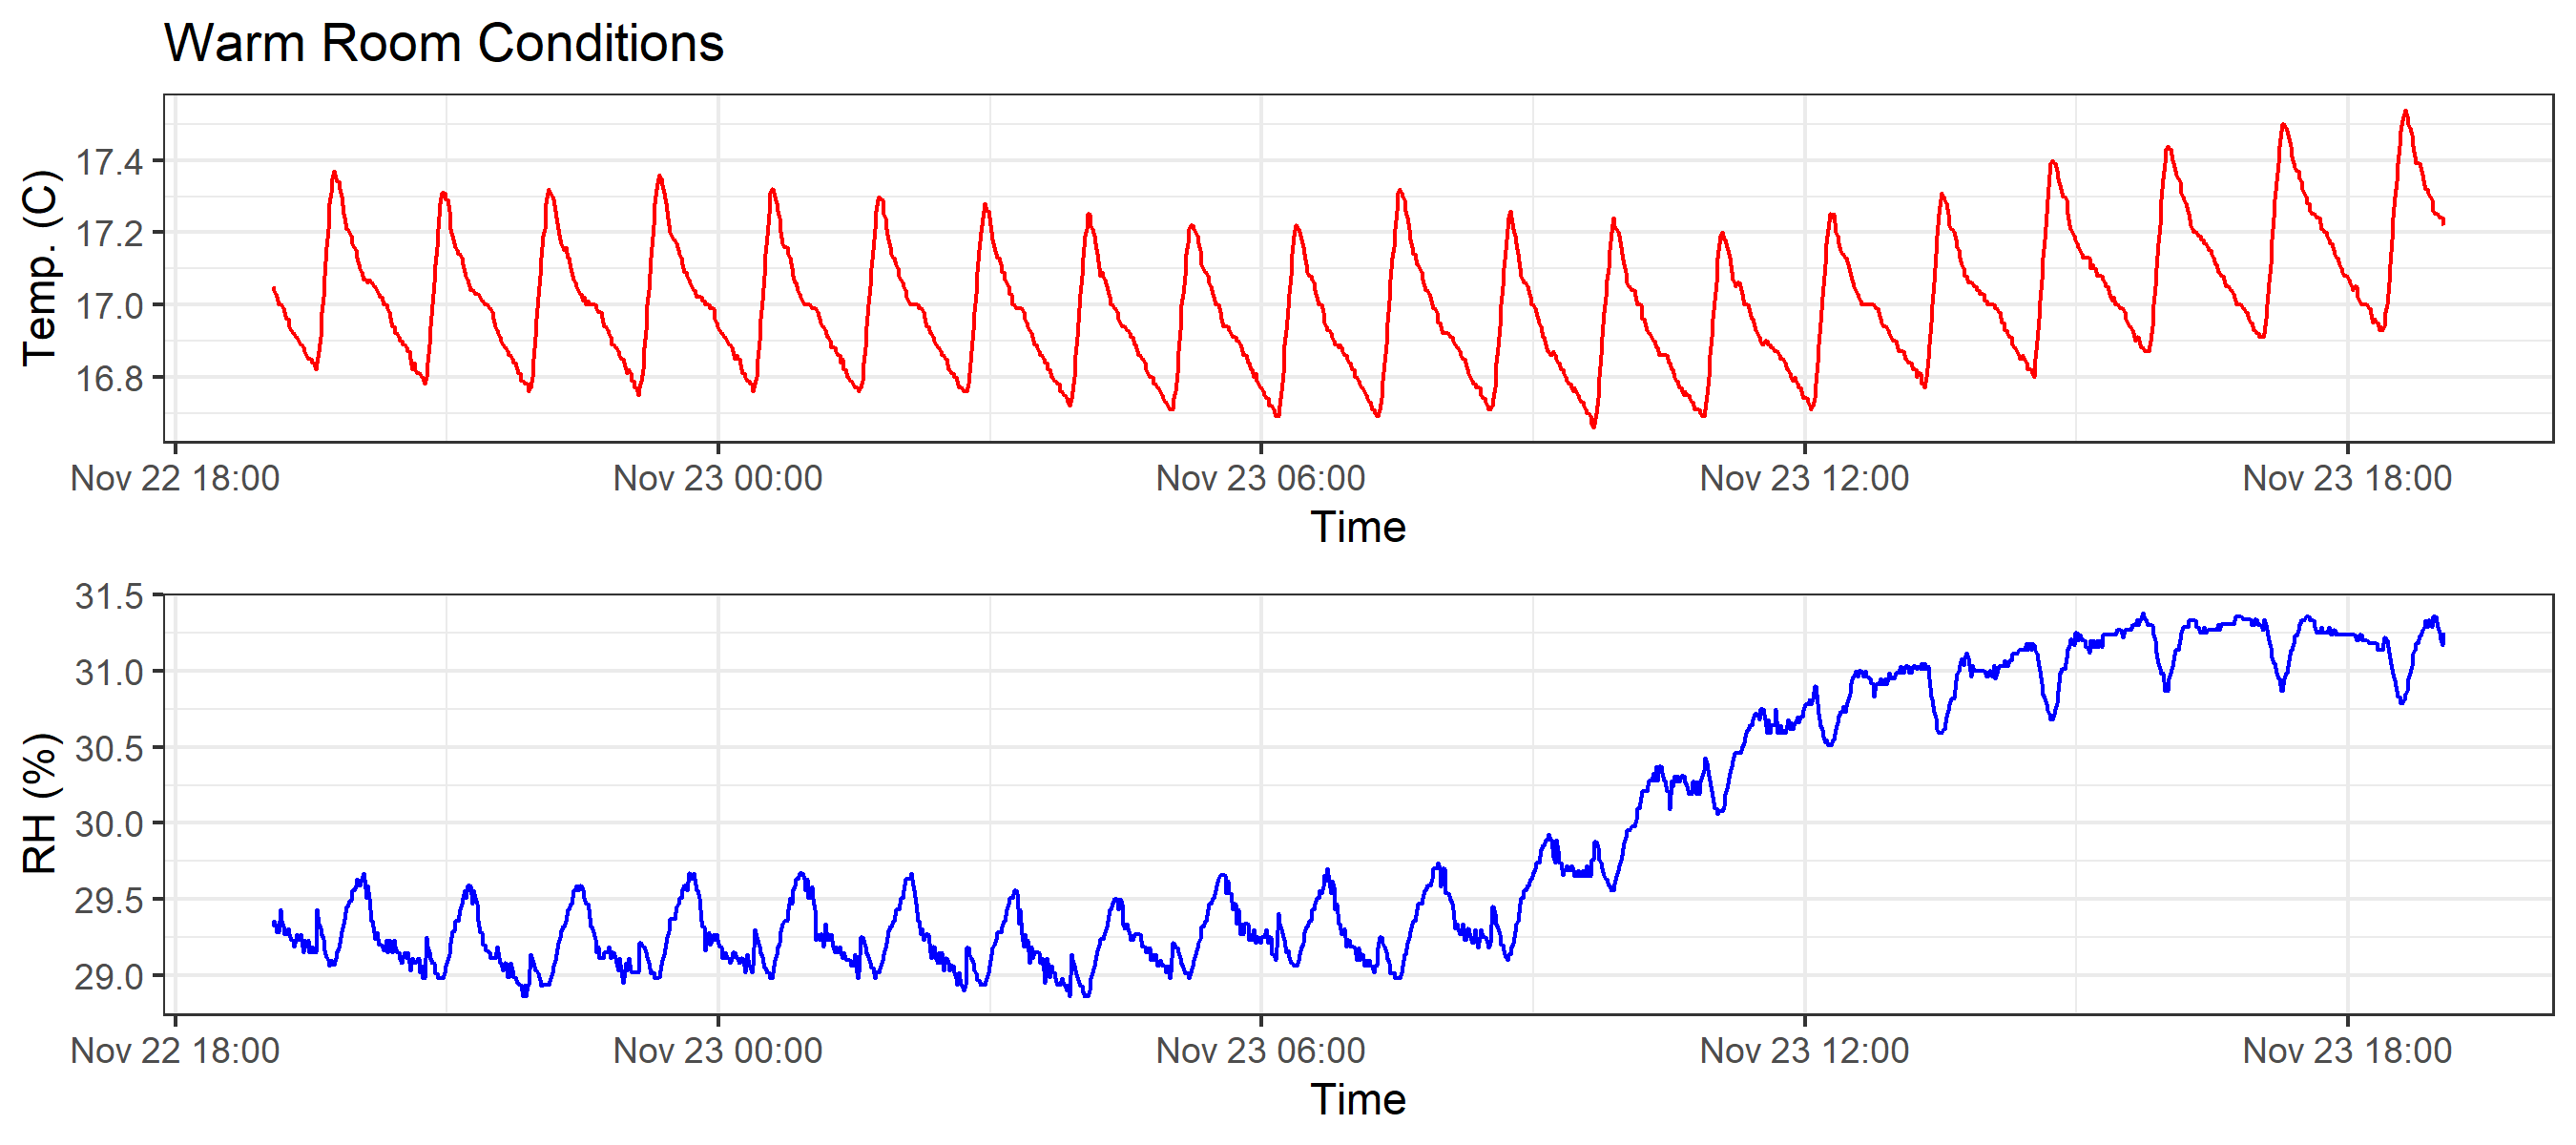 Warm Room Conditions
Temp. (C)
17.4
17.2
17.0
16.8
Nov 22 18:00 Nov 23 00:00 Nov 23 06:00 Nov 23 12:00 Nov 23 18:00
Time
RH (%)
31.5
31.0
30.5
30.0
29.5
29.0
Nov 22 18:00 Nov 23 00:00 Nov 23 06:00 Nov 23 12:00 Nov 23 18:00
Time